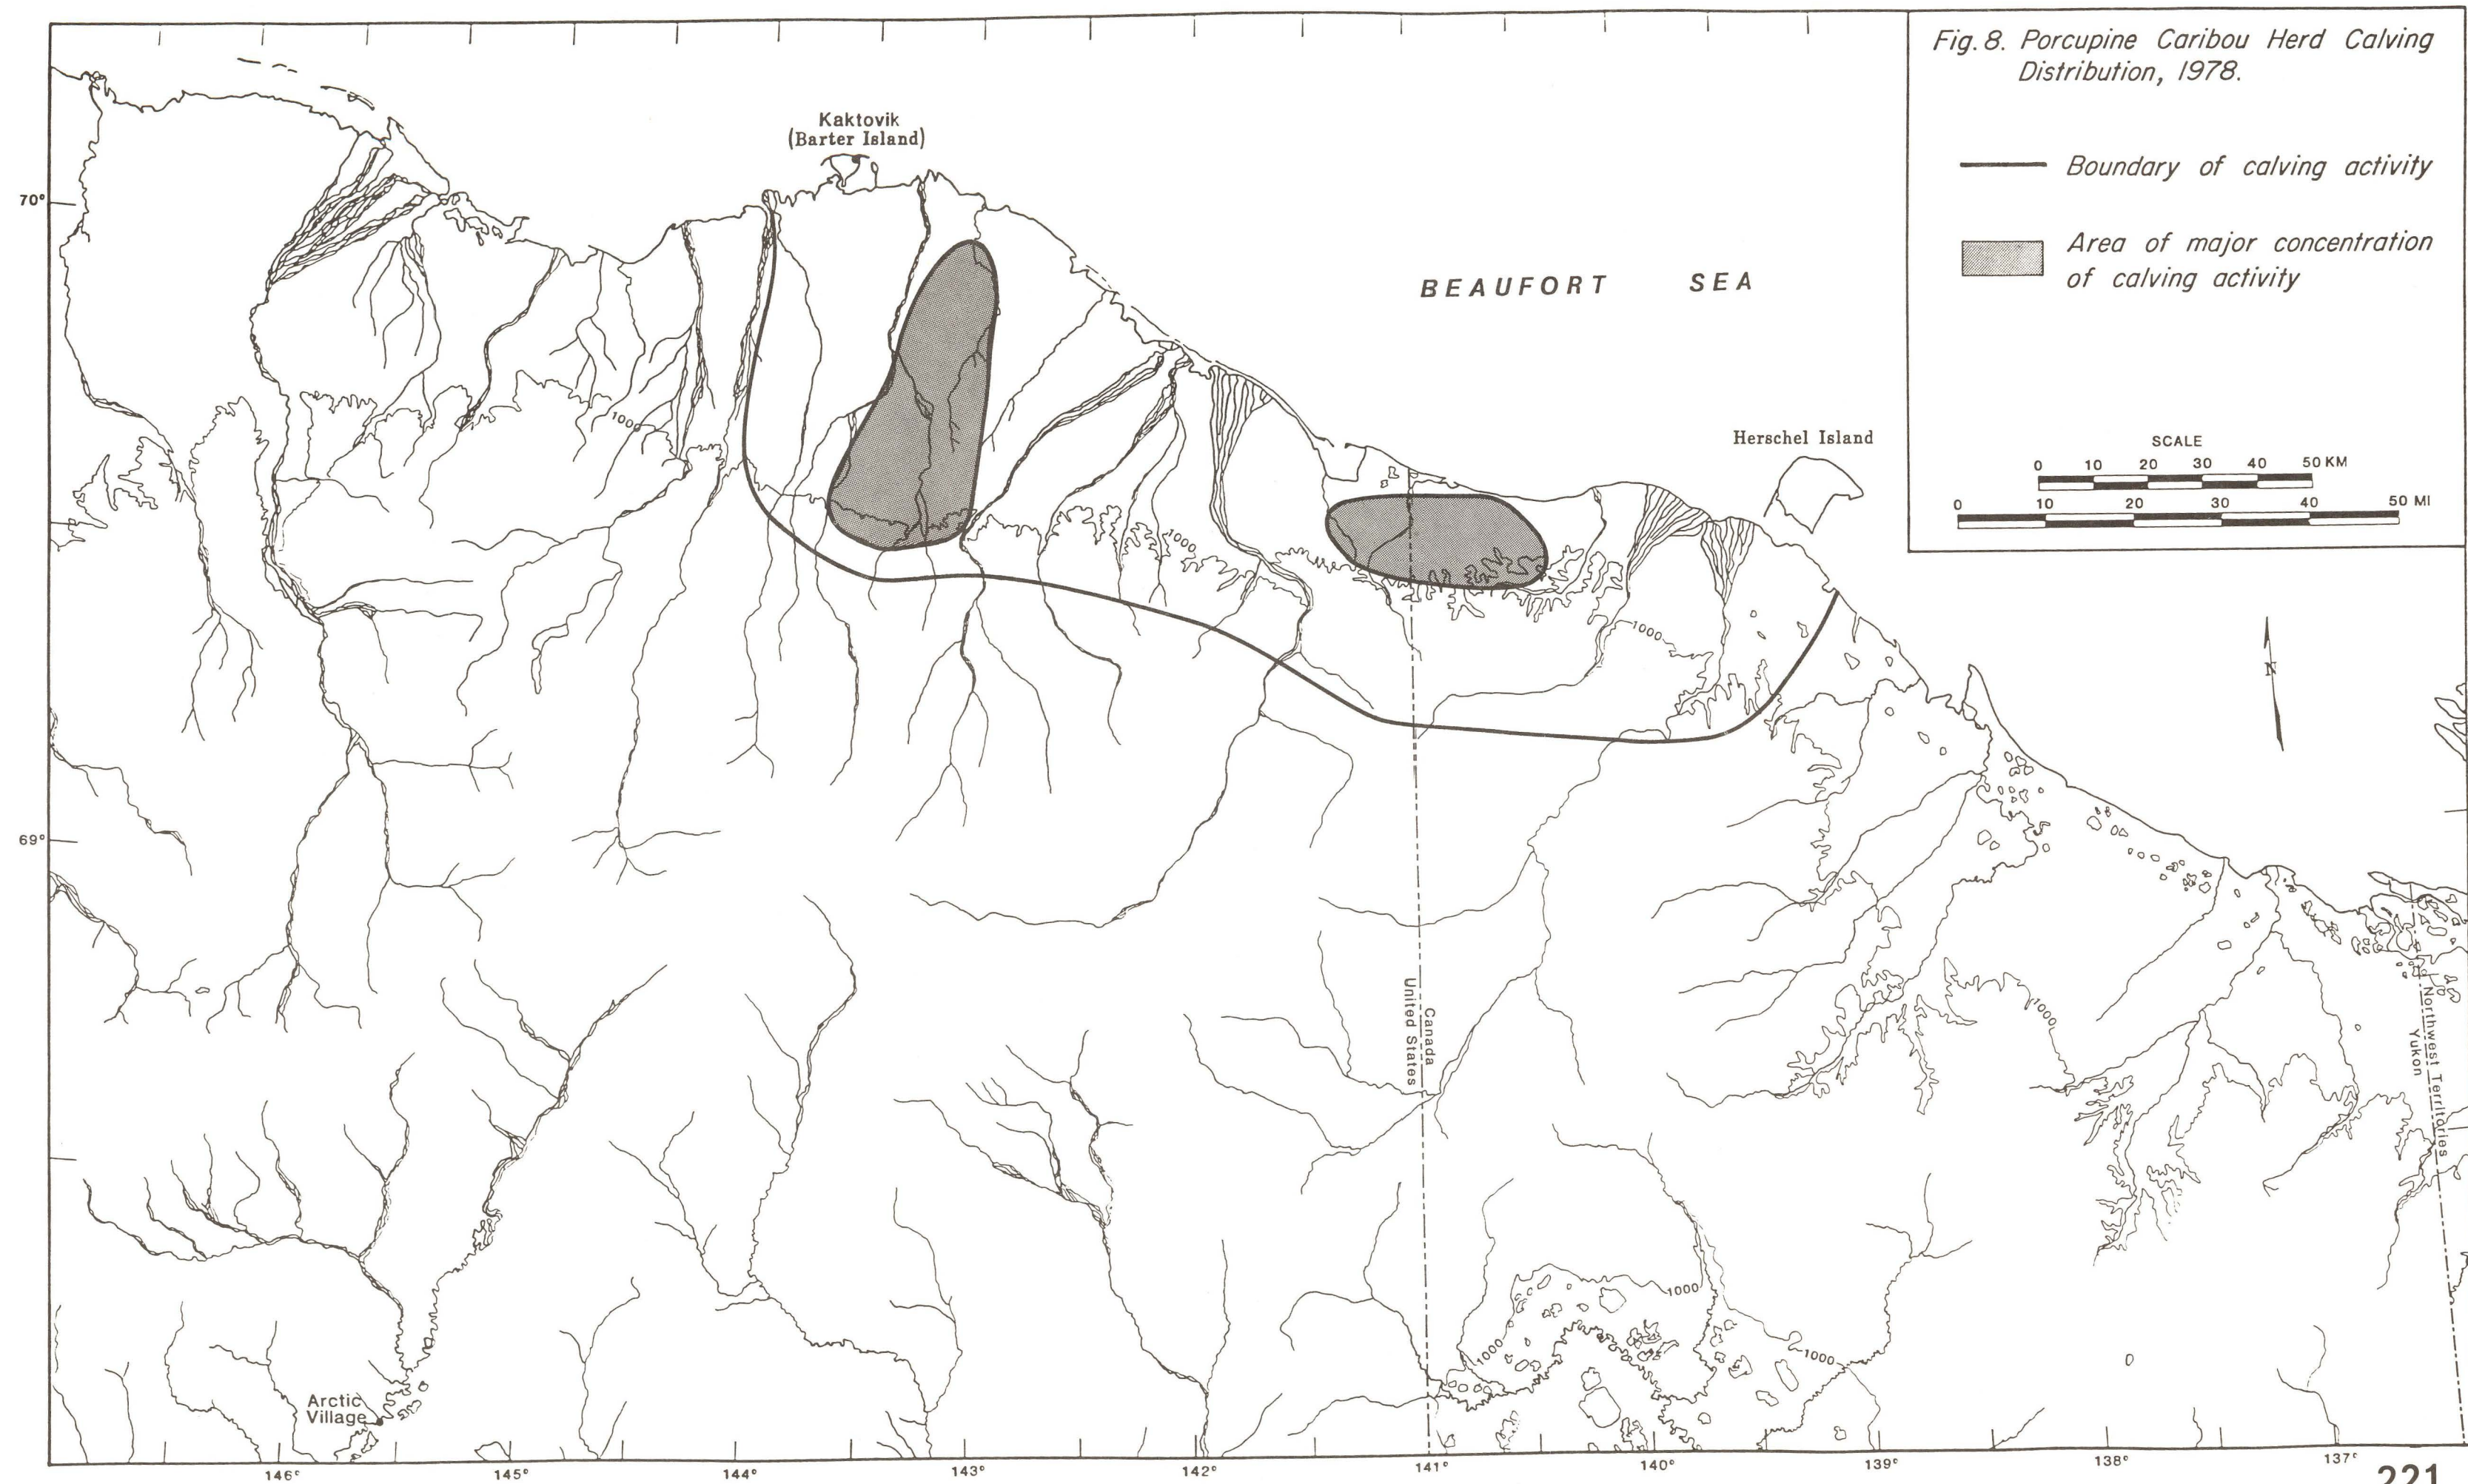 Fig. 8. Porcupine Caribou Herd Calving
Distribution, 1978.
Boundary of calving activity
Area of major concentration
of calving activity
SCALE
0 10 20 30 40 50 KM
0 10 20 30 40 50 MI
Kaktovik
(Barter Island)
70°
BEAUFORT SEA
Herschel Island
1000
1000
1000
N
69°
Canada
United States
1000
Northwest Territories
Yukon
1000
1000
1000
Arctic
Village
146° 145° 144° 143° 142° 141° 140° 139° 138° 137°
221